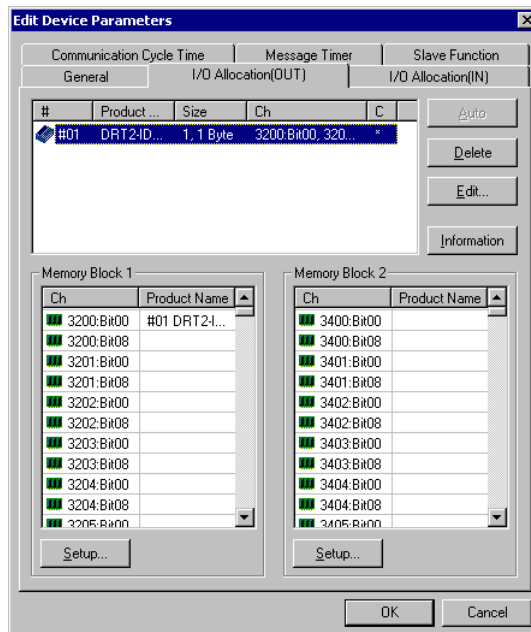 Edit Device Parameters
Communication Cycle Time Message Timer Slave Function
General I/O Allocation(OUT) I/O Allocation(IN)
# Product ... Size Ch C
#01 DRT2-ID... 1, 1 Byte 3200:Bit00, 320... *
Auto
Delete
Edit...
Information
Memory Block 1
Ch Product Name
3200:Bit00 #01 DRT2-I...
3200:Bit08
3201:Bit00
3201:Bit08
3202:Bit00
3202:Bit08
3203:Bit00
3203:Bit08
3204:Bit00
3204:Bit08
3205:Bit00
Setup...
Memory Block 2
Ch Product Name
3400:Bit00
3400:Bit08
3401:Bit00
3401:Bit08
3402:Bit00
3402:Bit08
3403:Bit00
3403:Bit08
3404:Bit00
3404:Bit08
3405:Bit00
Setup...
OK Cancel